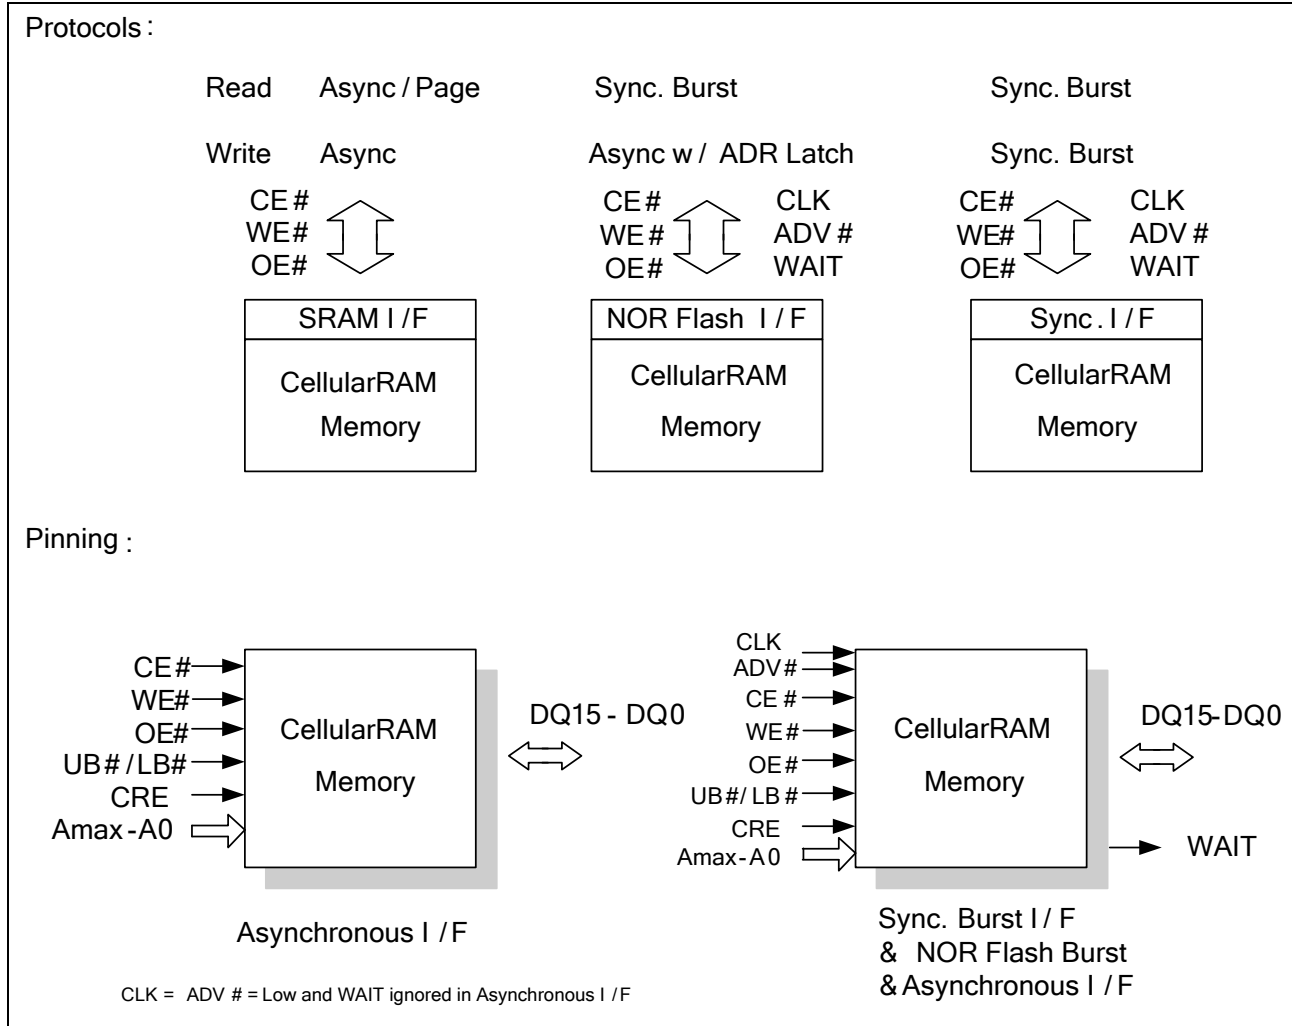 Protocols :
Read Async / Page Sync. Burst Sync. Burst
Write Async Async w / ADR Latch Sync. Burst
CE # CE # CLK CE# CLK
WE# WE # ADV # WE# ADV #
OE# OE# WAIT OE# WAIT
SRAM I / F NOR Flash I / F Sync . I / F
CellularRAM CellularRAM CellularRAM
Memory Memory Memory
Pinning :
CE#
WE#
OE#
UB# / LB#
CRE
Amax - A0
CellularRAM
Memory
DQ15 - DQ0
Asynchronous I / F
CLK = ADV # = Low and WAIT ignored in Asynchronous I / F
CLK
ADV #
CE #
WE#
OE#
UB #/ LB #
CRE
Amax- A0
CellularRAM
Memory
DQ15-DQ0
WAIT
Sync. Burst I / F
& NOR Flash Burst
& Asynchronous I / F